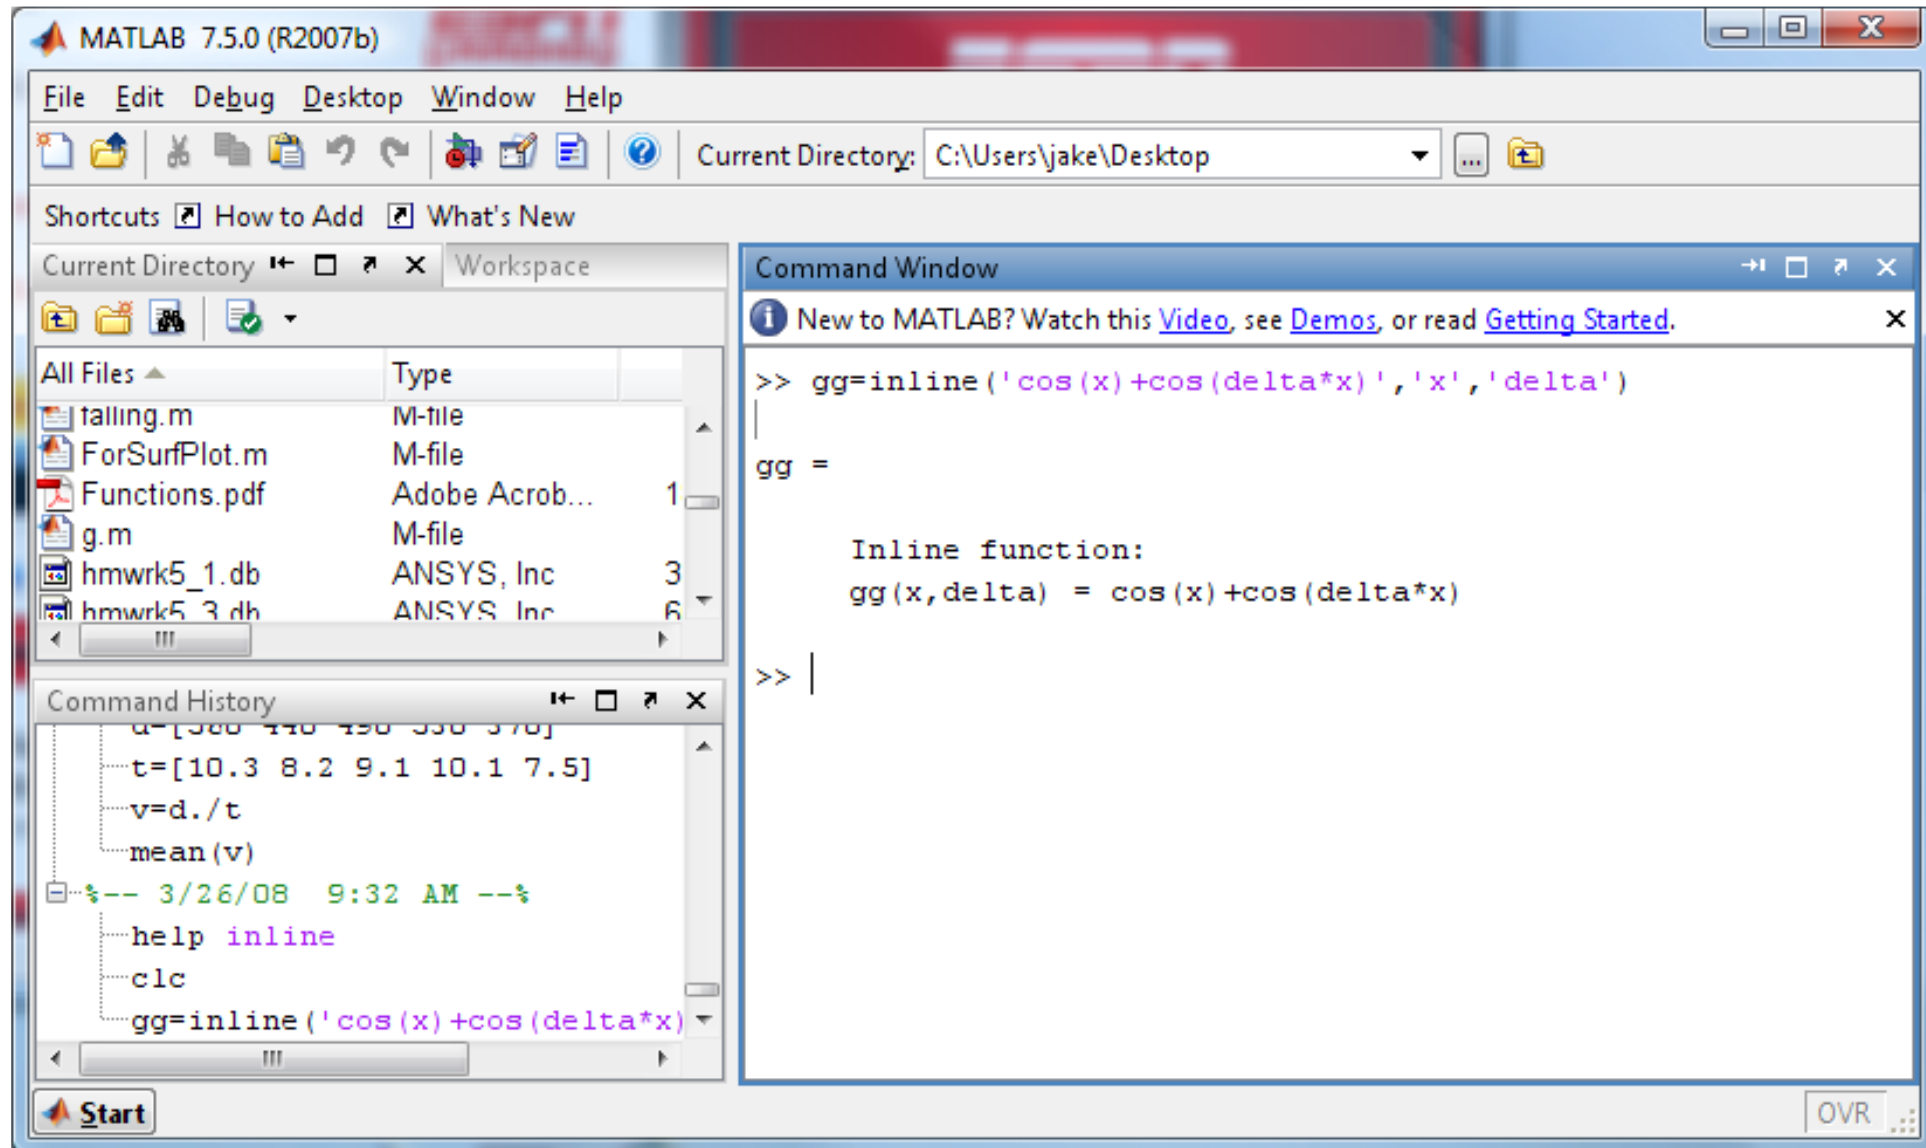 MATLAB 7.5.0 (R2007b)
File Edit Debug Desktop Window Help
Current Directory: C:\Users\jake\Desktop ...
Shortcuts How to Add What's New
Current Directory Workspace
All Files Type
falling.m M-file
ForSurfPlot.m M-file
Functions.pdf Adobe Acrob... 1
g.m M-file
hmwrk5_1.db ANSYS, Inc 3
hmwrk5_3.db ANSYS, Inc 6
Command History
t=[10.3 8.2 9.1 10.1 7.5]
v=d./t
mean(v)
%-- 3/26/08 9:32 AM --%
help inline
clc
gg=inline('cos(x)+cos(delta*x)
Command Window
New to MATLAB? Watch this Video, see Demos, or read Getting Started.
>> gg=inline('cos(x)+cos(delta*x)','x','delta')
gg =
Inline function:
gg(x,delta) = cos(x)+cos(delta*x)
>>
Start
OVR